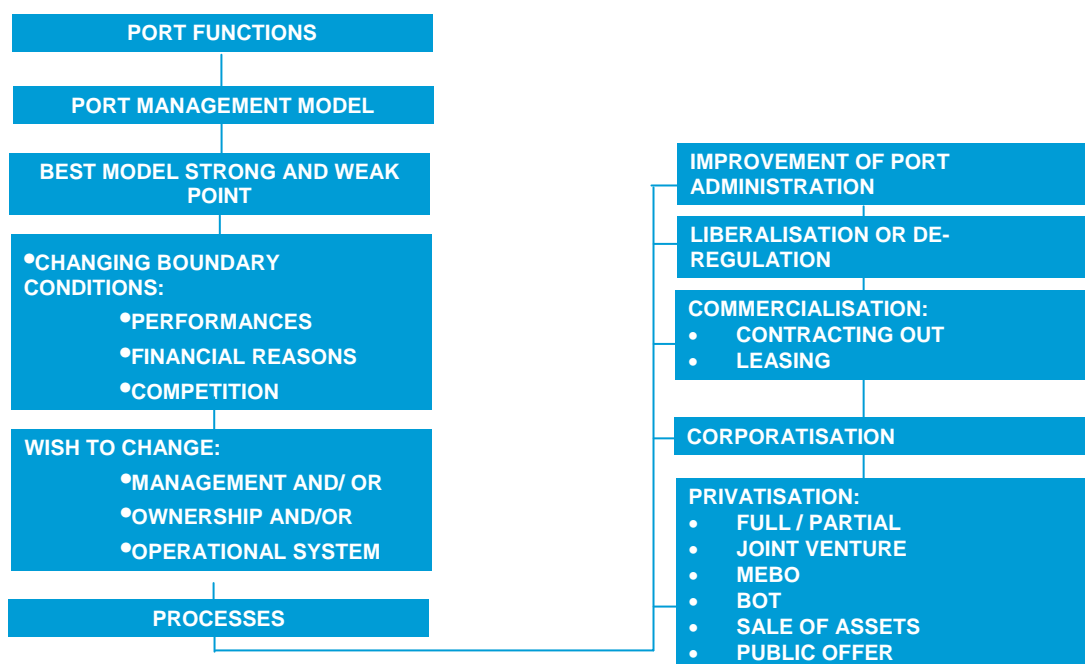 PORT FUNCTIONS
PORT MANAGEMENT MODEL
BEST MODEL STRONG AND WEAK
POINT
•CHANGING BOUNDARY
CONDITIONS:
•PERFORMANCES
•FINANCIAL REASONS
•COMPETITION
WISH TO CHANGE:
•MANAGEMENT AND/ OR
•OWNERSHIP AND/OR
•OPERATIONAL SYSTEM
PROCESSES
IMPROVEMENT OF PORT
ADMINISTRATION
LIBERALISATION OR DE-
REGULATION
COMMERCIALISATION:
• CONTRACTING OUT
• LEASING
CORPORATISATION
PRIVATISATION:
• FULL / PARTIAL
• JOINT VENTURE
• MEBO
• BOT
• SALE OF ASSETS
• PUBLIC OFFER